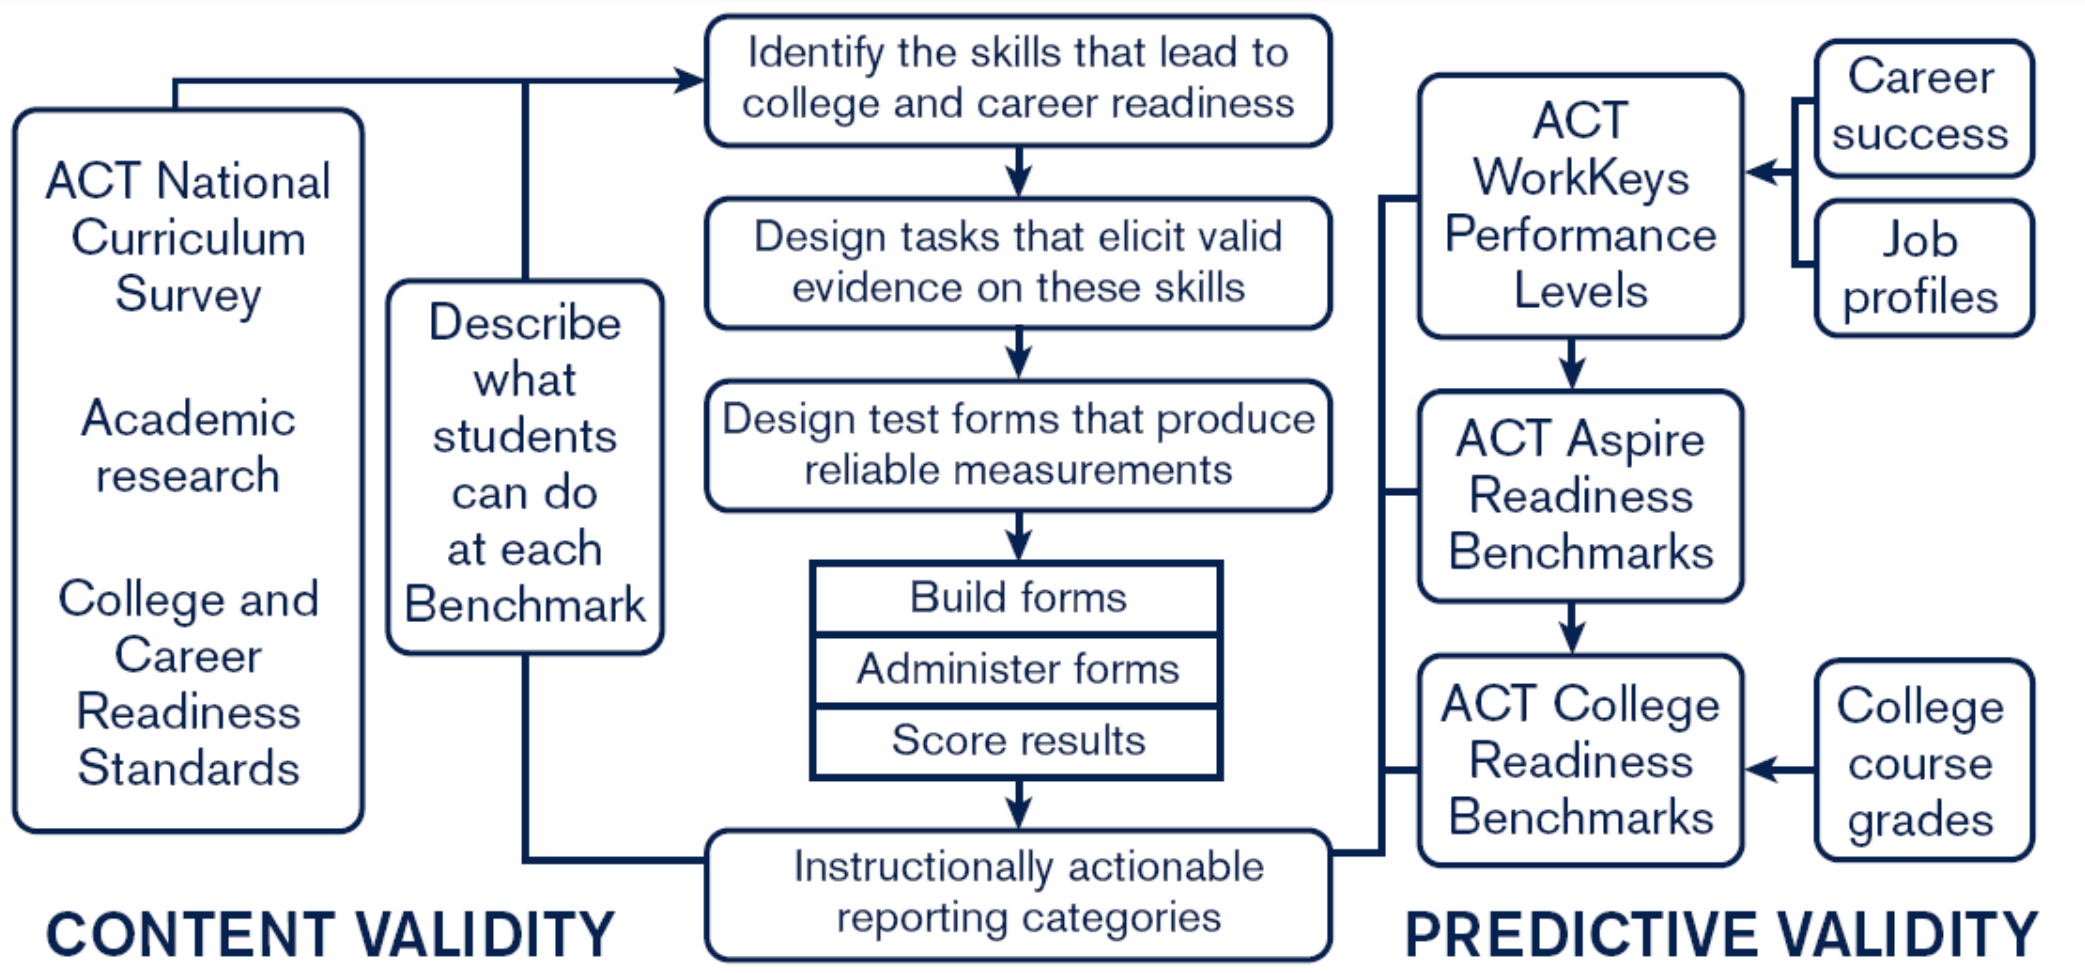 ACT National
Curriculum
Survey
Academic
research
College and
Career
Readiness
Standards
Describe
what
students
can do
at each
Benchmark
Identify the skills that lead to
college and career readiness
Design tasks that elicit valid
evidence on these skills
Design test forms that produce
reliable measurements
Build forms
Administer forms
Score results
Instructionally actionable
reporting categories
ACT
WorkKeys
Performance
Levels
ACT Aspire
Readiness
Benchmarks
ACT College
Readiness
Benchmarks
Career
success
Job
profiles
College
course
grades
CONTENT VALIDITY
PREDICTIVE VALIDITY